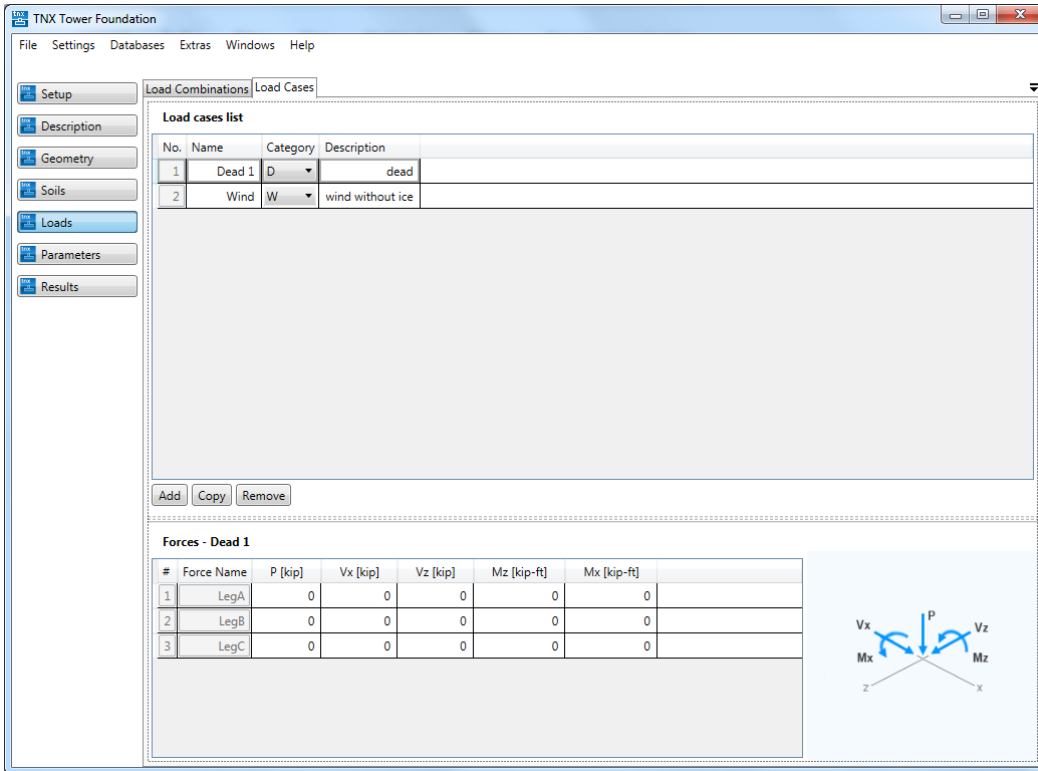 TNX Tower Foundation
File Settings Databases Extras Windows Help
Setup
Description
Geometry
Soils
Loads
Parameters
Results
Load Combinations Load Cases
Load cases list
No. Name Category Description
1 Dead 1 D dead
2 Wind W wind without ice
Add Copy Remove
Forces - Dead 1
# Force Name P [kip] Vx [kip] Vz [kip] Mz [kip-ft] Mx [kip-ft]
1 LegA 0 0 0 0 0
2 LegB 0 0 0 0 0
3 LegC 0 0 0 0 0
P
Vx Vz
Mx Mz
z x